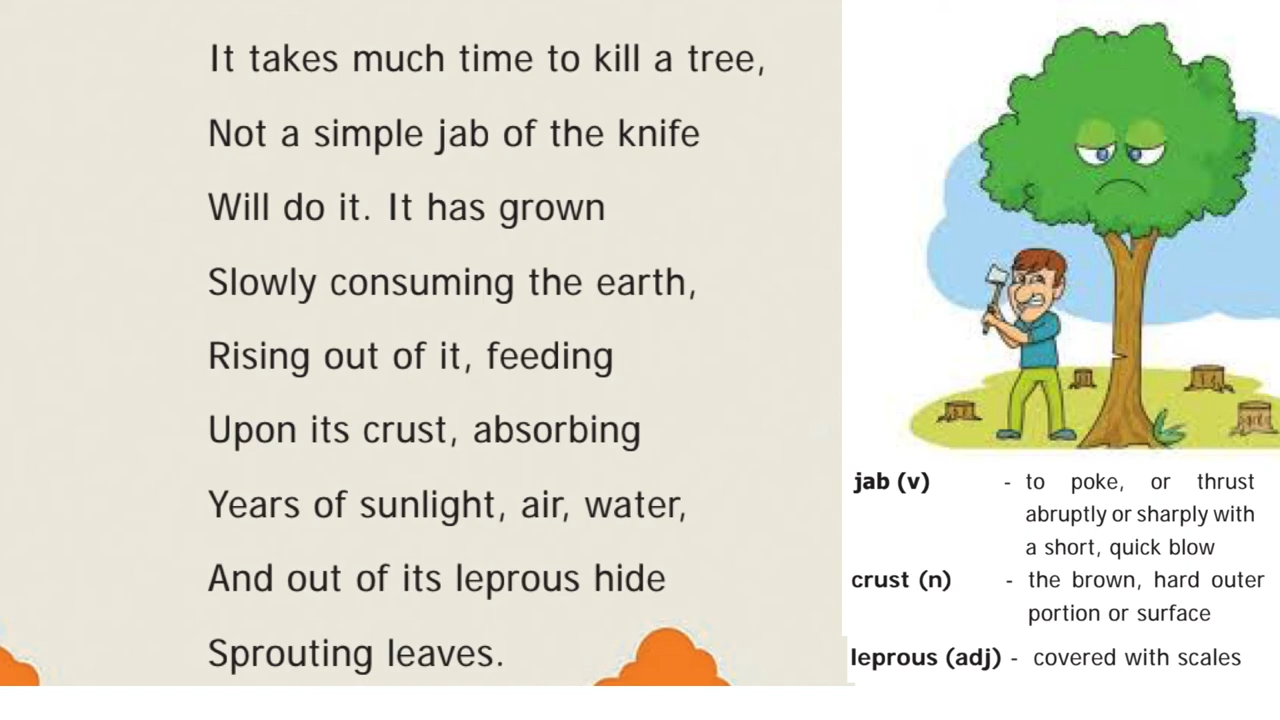 It takes much time to kill a tree,
Not a simple jab of the knife
Will do it. It has grown
Slowly consuming the earth,
Rising out of it, feeding
Upon its crust, absorbing
Years of sunlight, air, water,
And out of its leprous hide
Sprouting leaves.
jab (v) - to poke, or thrust
abruptly or sharply with
a short, quick blow
crust (n) - the brown, hard outer
portion or surface
leprous (adj) - covered with scales